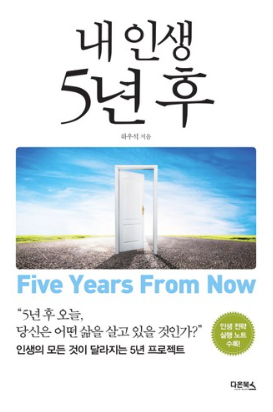 내 인생
5년 후
하우석 지음
Five Years From Now
“5년 후 오늘,
당신은 어떤 삶을 살고 있을 것인가?”
인생의 모든 것이 달라지는 5년 프로젝트
인생 전략
실행 노트
수록!
다온북스